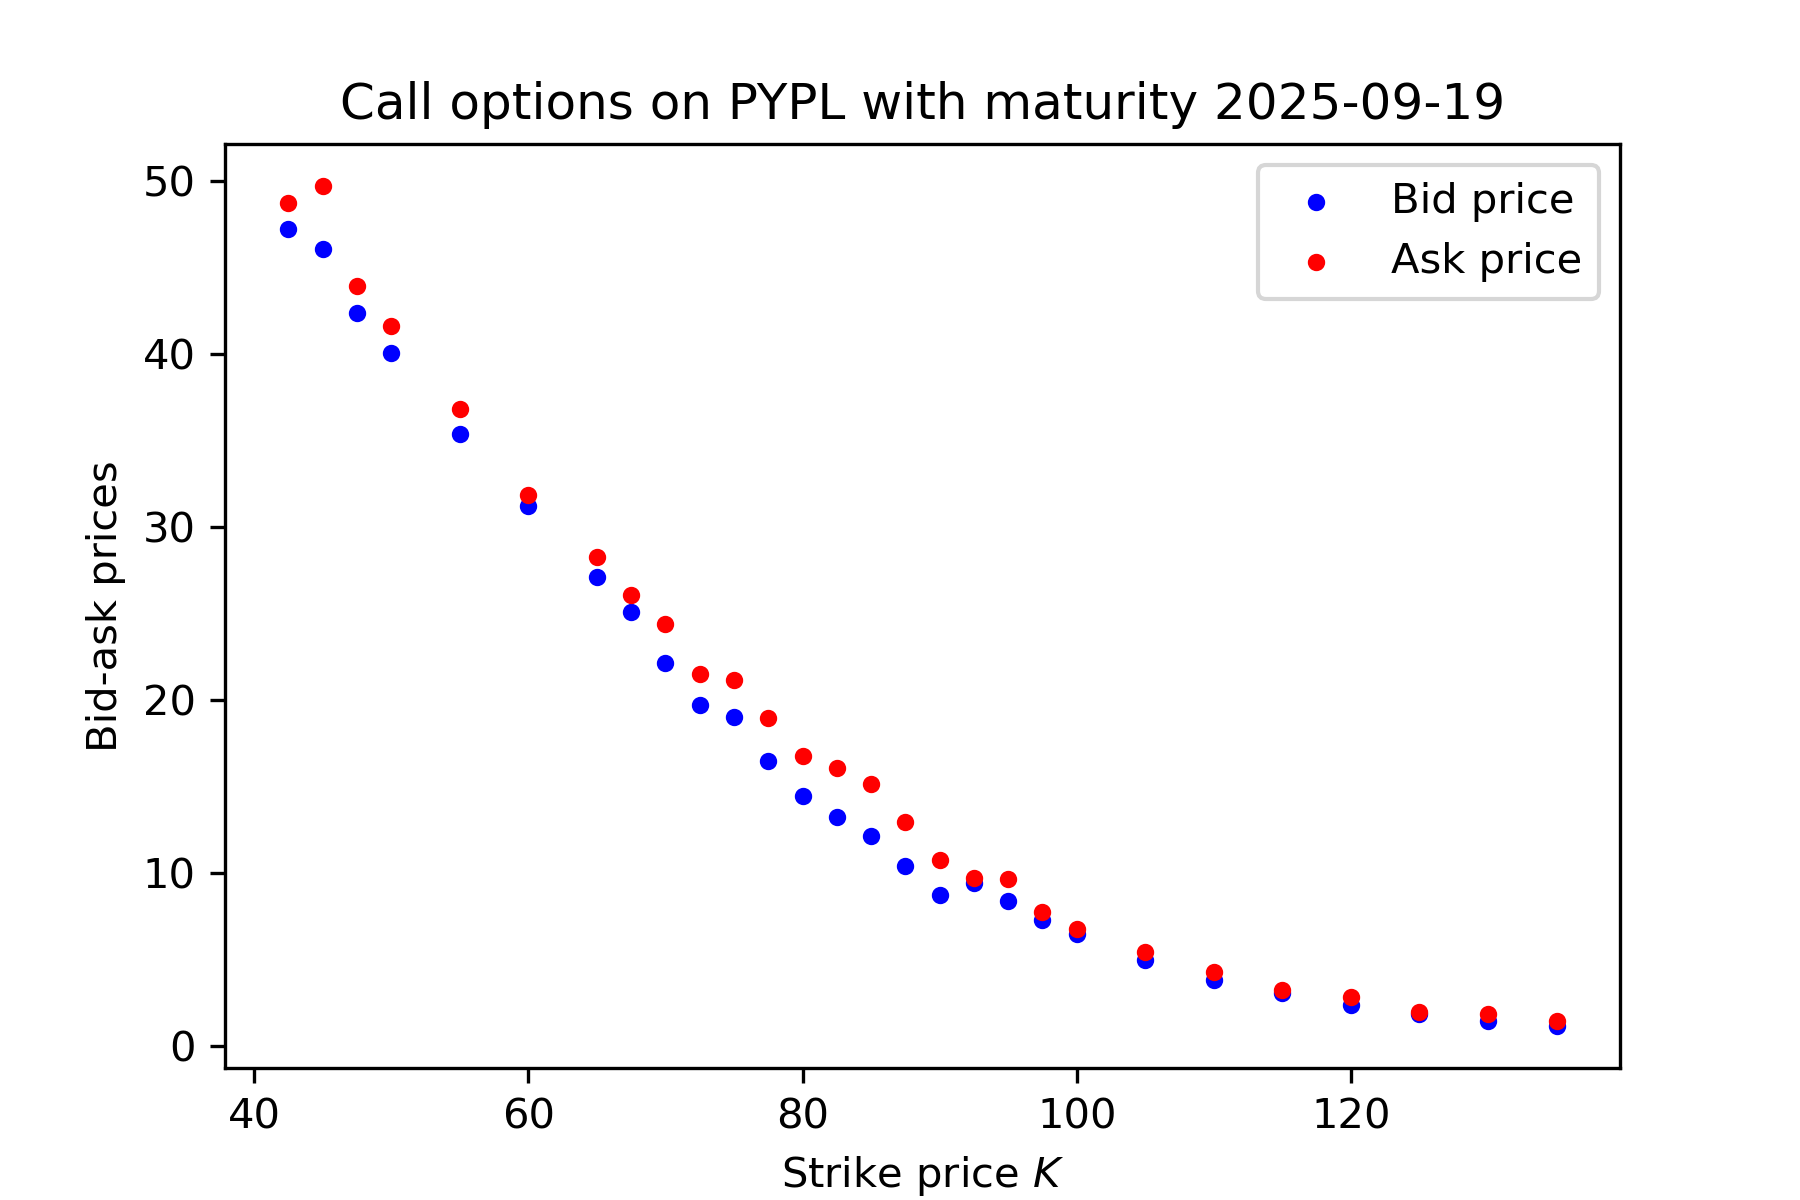 Call options on PYPL with maturity 2025-09-19
50
40
30
20
10
0
Bid-ask prices
Bid price
Ask price
40 60 80 100 120
Strike price K